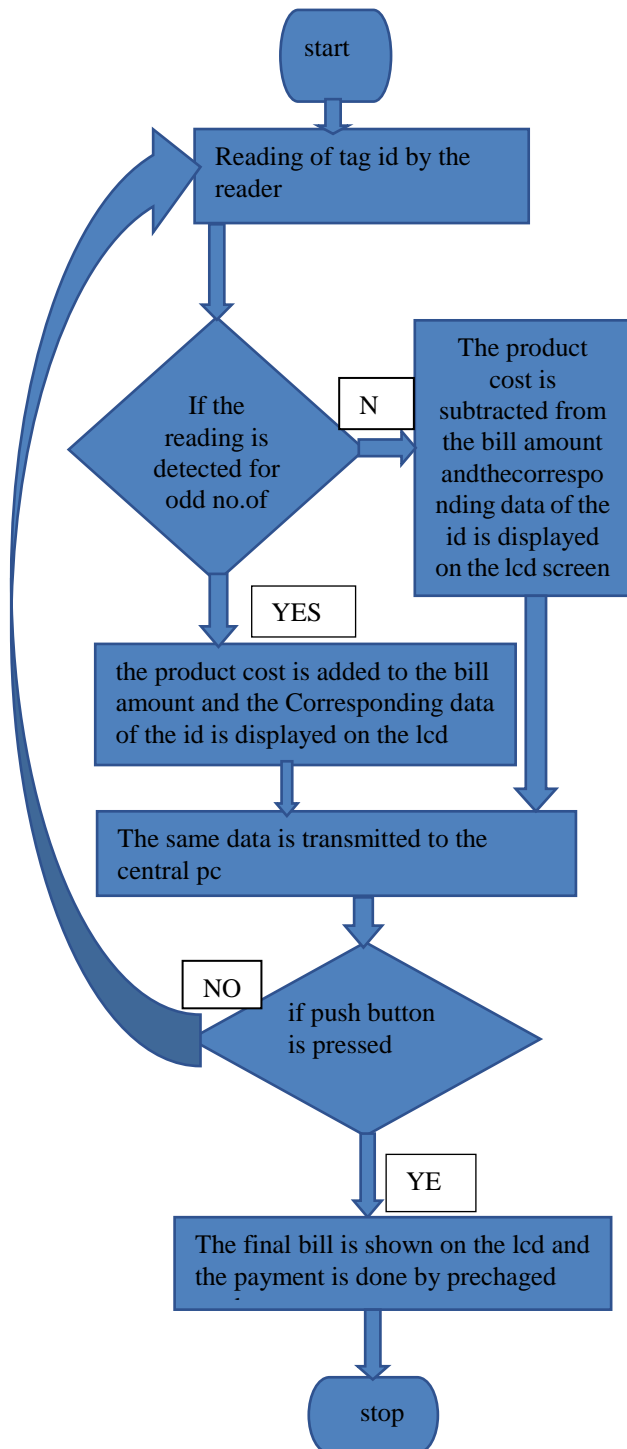 start
Reading of tag id by the
reader
If the
reading is
detected for
odd no.of
N
The product
cost is
subtracted from
the bill amount
andthecorrespo
nding data of the
id is displayed
on the lcd screen
YES
the product cost is added to the bill
amount and the Corresponding data
of the id is displayed on the lcd
The same data is transmitted to the
central pc
NO
if push button
is pressed
YE
The final bill is shown on the lcd and
the payment is done by prechaged
stop